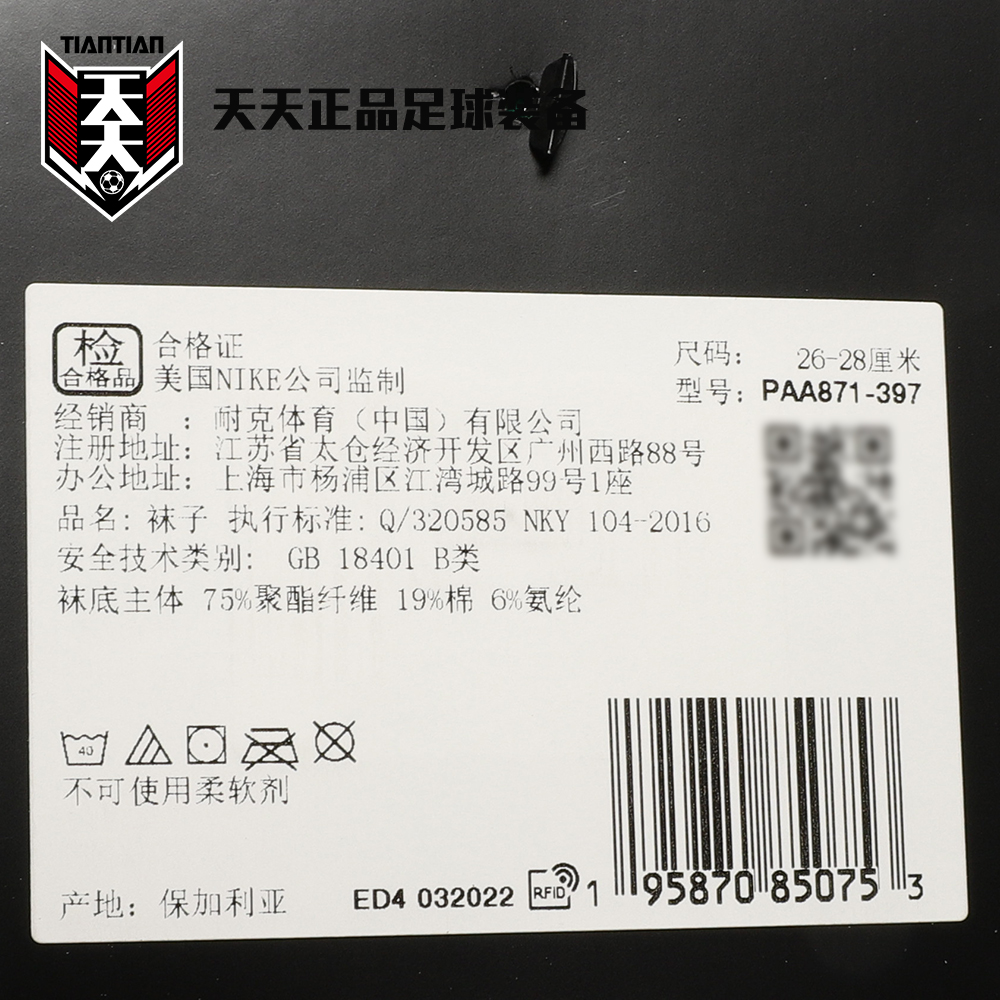 TIANTIAN
天天
天天正品足球装备
检
合格品
合格证
美国NIKE公司监制
尺码： 26-28厘米
型号：PAA871-397
经销商 ：耐克体育（中国）有限公司
注册地址：江苏省太仓经济开发区广州西路88号
办公地址：上海市杨浦区江湾城路99号1座
品名：袜子 执行标准：Q/320585 NKY 104-2016
安全技术类别： GB 18401 B类
袜底主体 75%聚酯纤维 19%棉 6%氨纶
40
不可使用柔软剂
产地：保加利亚
ED4 032022
RFID
1 95870 85075 3